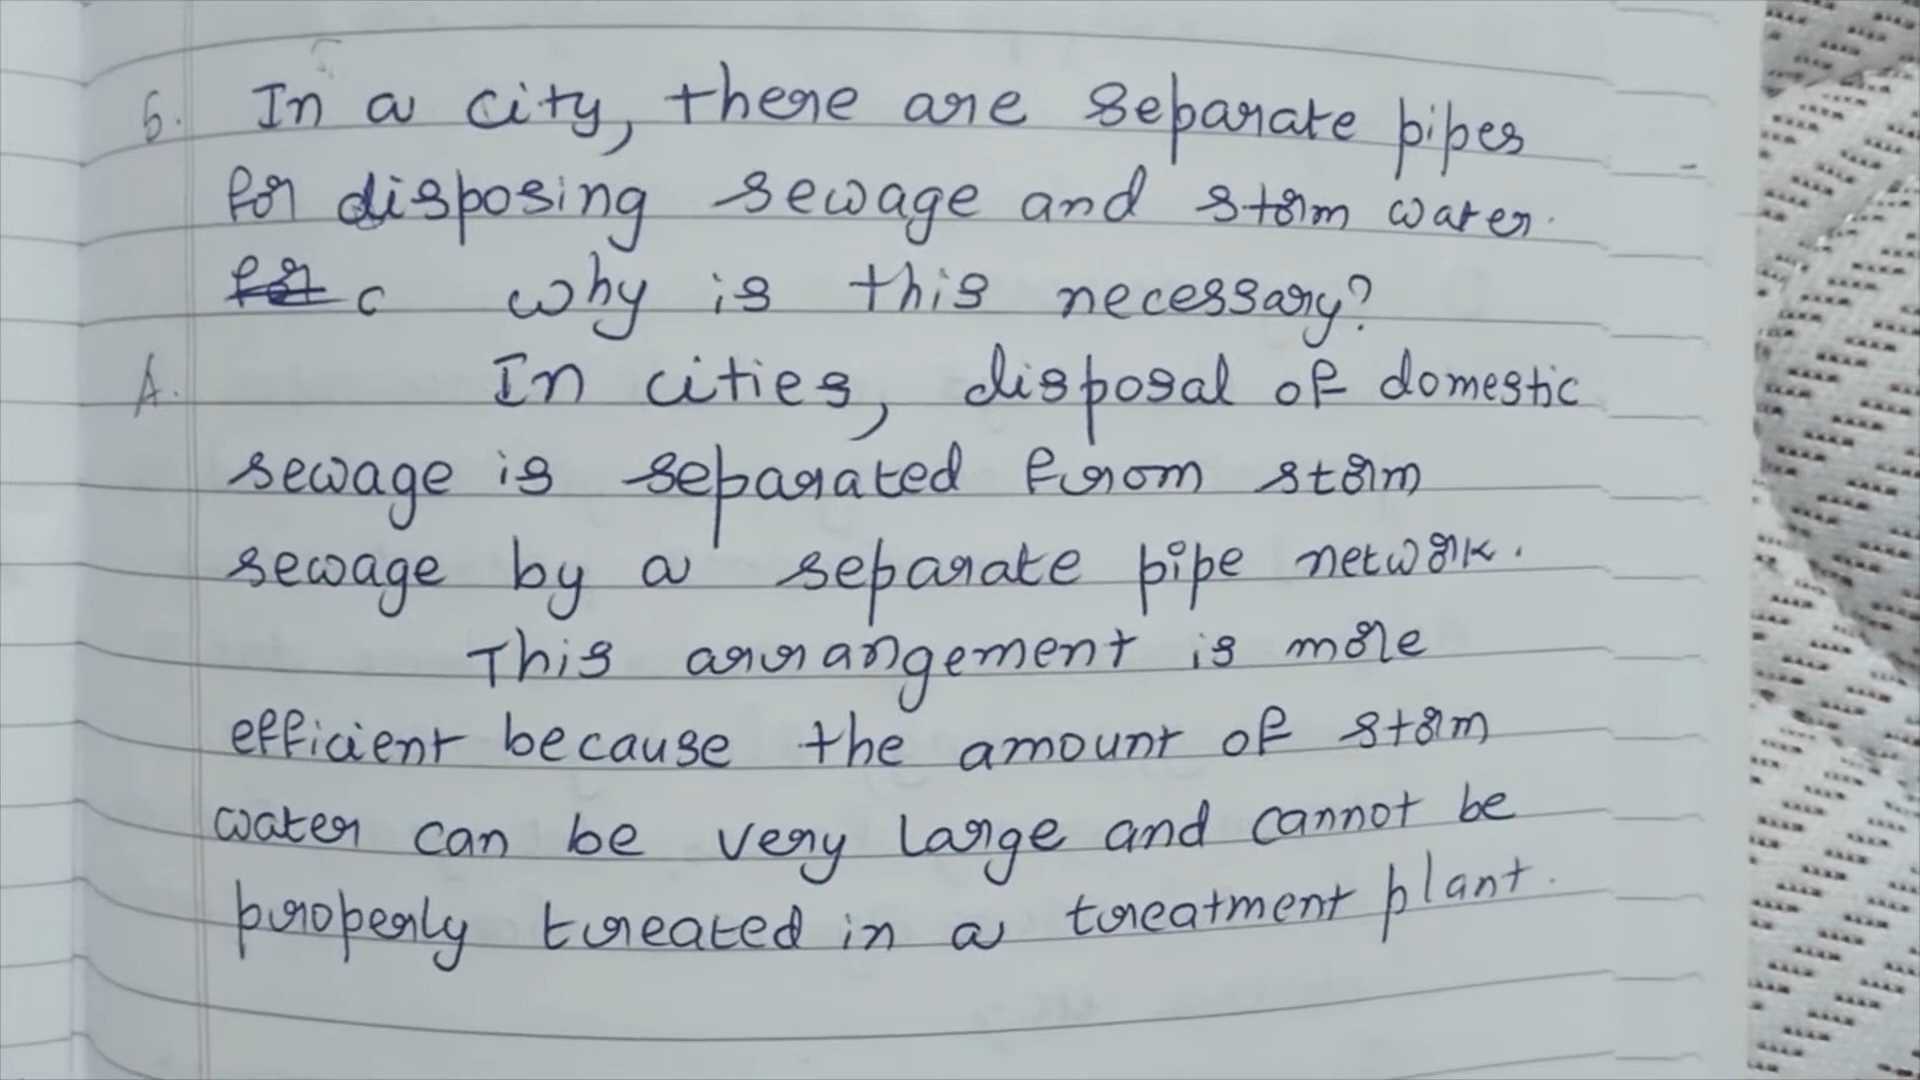 6. In a city, there are separate pipes
for disposing sewage and storm water.
for c why is this necessary?
A. In cities, disposal of domestic
sewage is separated from storm
sewage by a separate pipe network.
This arrangement is more
efficient because the amount of storm
water can be very large and cannot be
properly treated in a treatment plant.